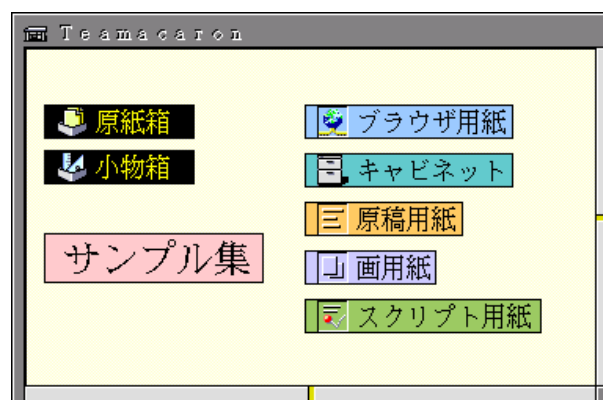 Teamacaron
原紙箱
小物箱
サンプル集
ブラウザ用紙
キャビネット
原稿用紙
画用紙
スクリプト用紙